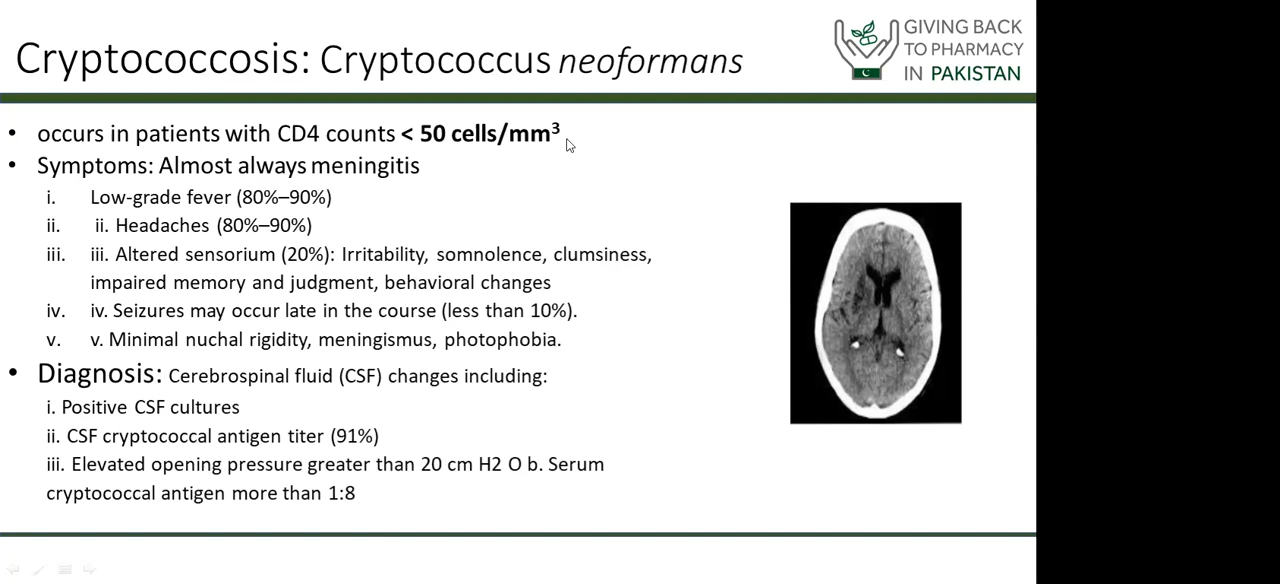 Cryptococcosis: Cryptococcus neoformans
GIVING BACK
TO PHARMACY
IN PAKISTAN
• occurs in patients with CD4 counts < 50 cells/mm³
• Symptoms: Almost always meningitis
i. Low-grade fever (80%–90%)
ii. ii. Headaches (80%–90%)
iii. iii. Altered sensorium (20%): Irritability, somnolence, clumsiness,
impaired memory and judgment, behavioral changes
iv. iv. Seizures may occur late in the course (less than 10%).
v. v. Minimal nuchal rigidity, meningismus, photophobia.
• Diagnosis: Cerebrospinal fluid (CSF) changes including:
i. Positive CSF cultures
ii. CSF cryptococcal antigen titer (91%)
iii. Elevated opening pressure greater than 20 cm H2 O b. Serum
cryptococcal antigen more than 1:8